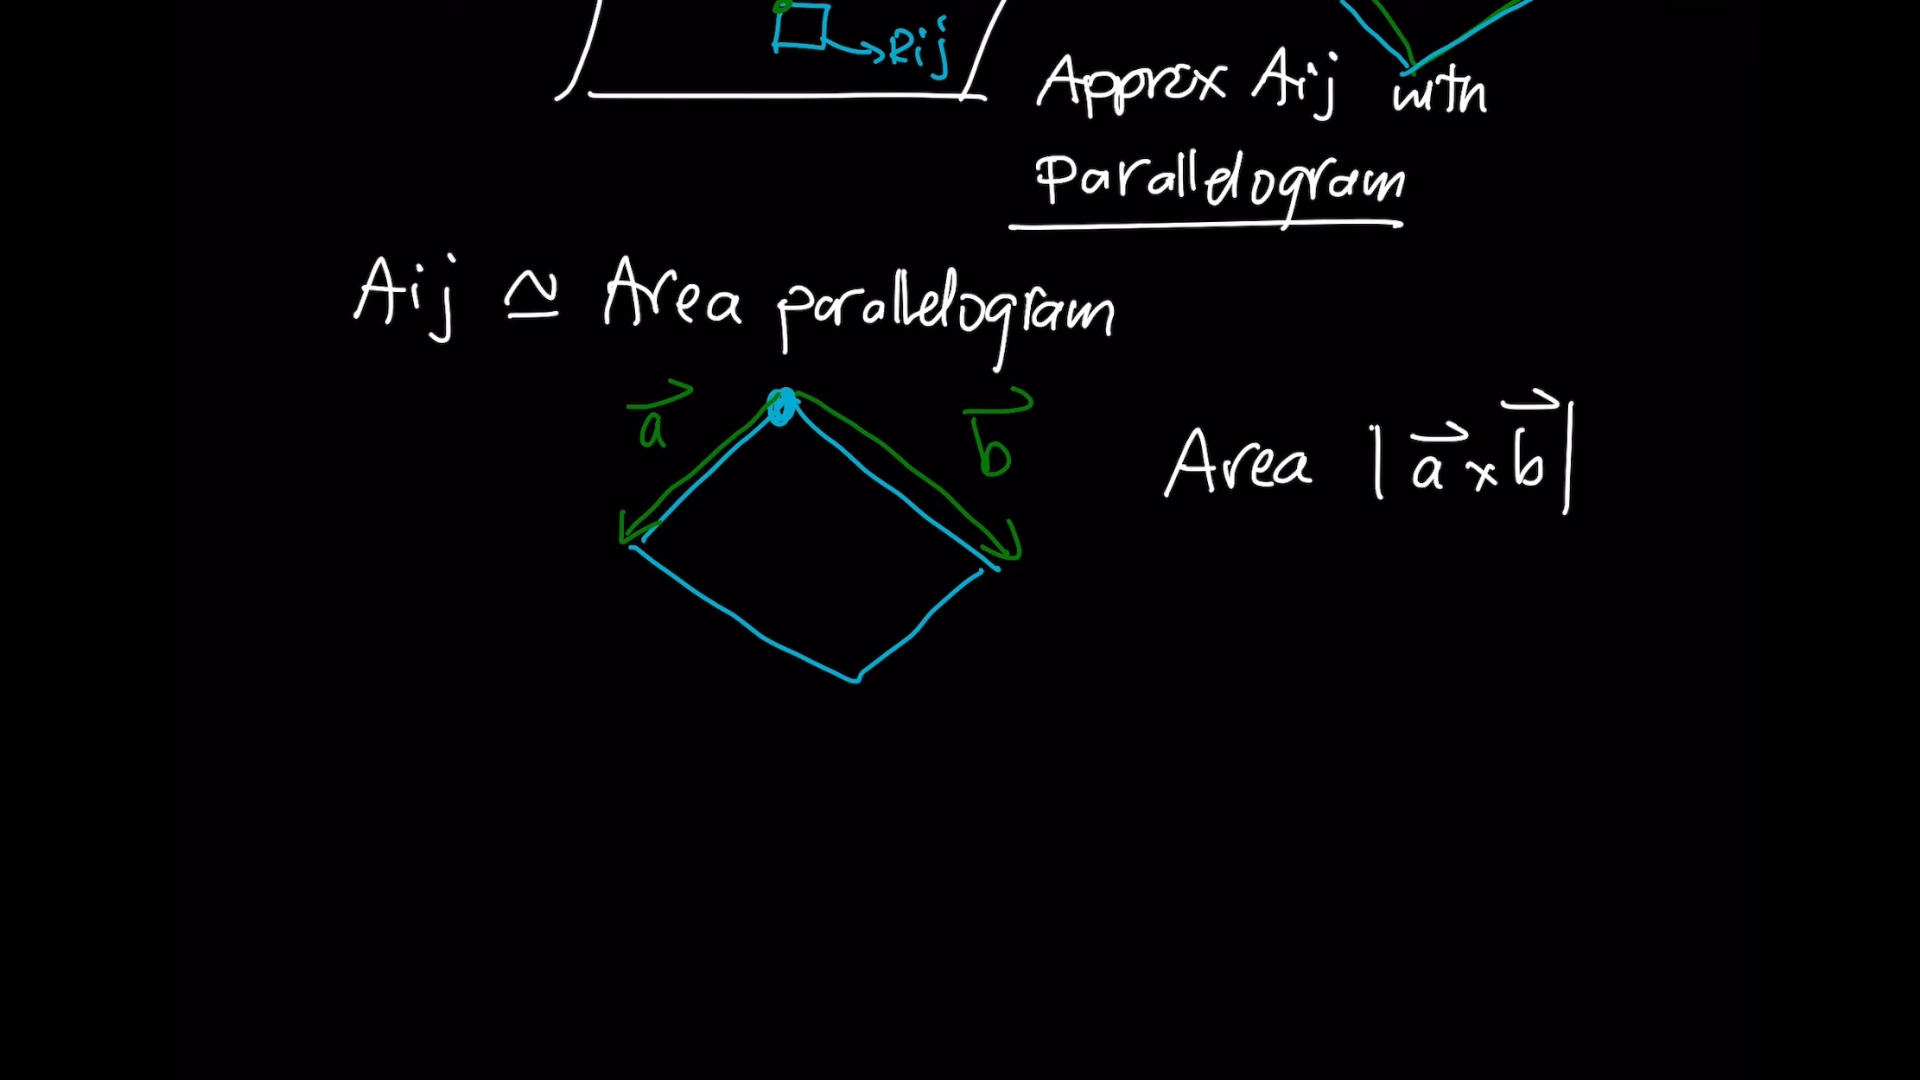 Rij
Approx Aij with
Parallelogram
Aij ≃ Area parallelogram
a⃗
b⃗
Area |a⃗ × b⃗|